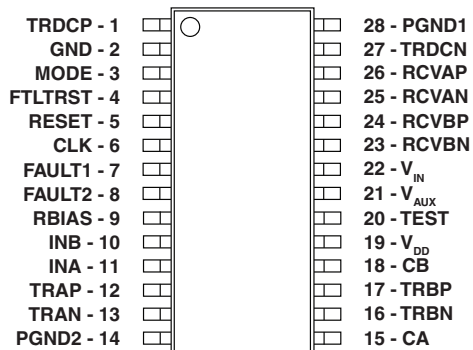 TRDCP - 1
GND - 2
MODE - 3
FTLTRST - 4
RESET - 5
CLK - 6
FAULT1 - 7
FAULT2 - 8
RBIAS - 9
INB - 10
INA - 11
TRAP - 12
TRAN - 13
PGND2 - 14
28 - PGND1
27 - TRDCN
26 - RCVAP
25 - RCVAN
24 - RCVBP
23 - RCVBN
22 - VIN
21 - VAUX
20 - TEST
19 - VDD
18 - CB
17 - TRBP
16 - TRBN
15 - CA